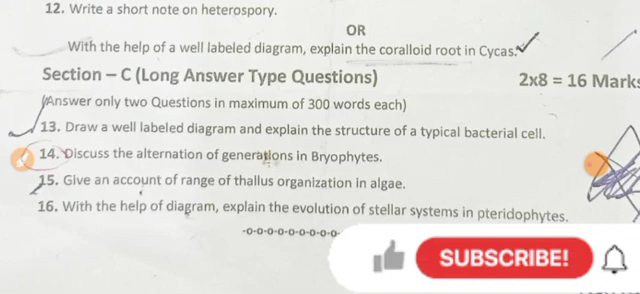 12. Write a short note on heterospory.
OR
With the help of a well labeled diagram, explain the coralloid root in Cycas.
Section – C (Long Answer Type Questions)
2x8 = 16 Marks
(Answer only two Questions in maximum of 300 words each)
13. Draw a well labeled diagram and explain the structure of a typical bacterial cell.
14. Discuss the alternation of generations in Bryophytes.
15. Give an account of range of thallus organization in algae.
16. With the help of diagram, explain the evolution of stellar systems in pteridophytes.
-0-0-0-0-0-0-0-0-0-
SUBSCRIBE!